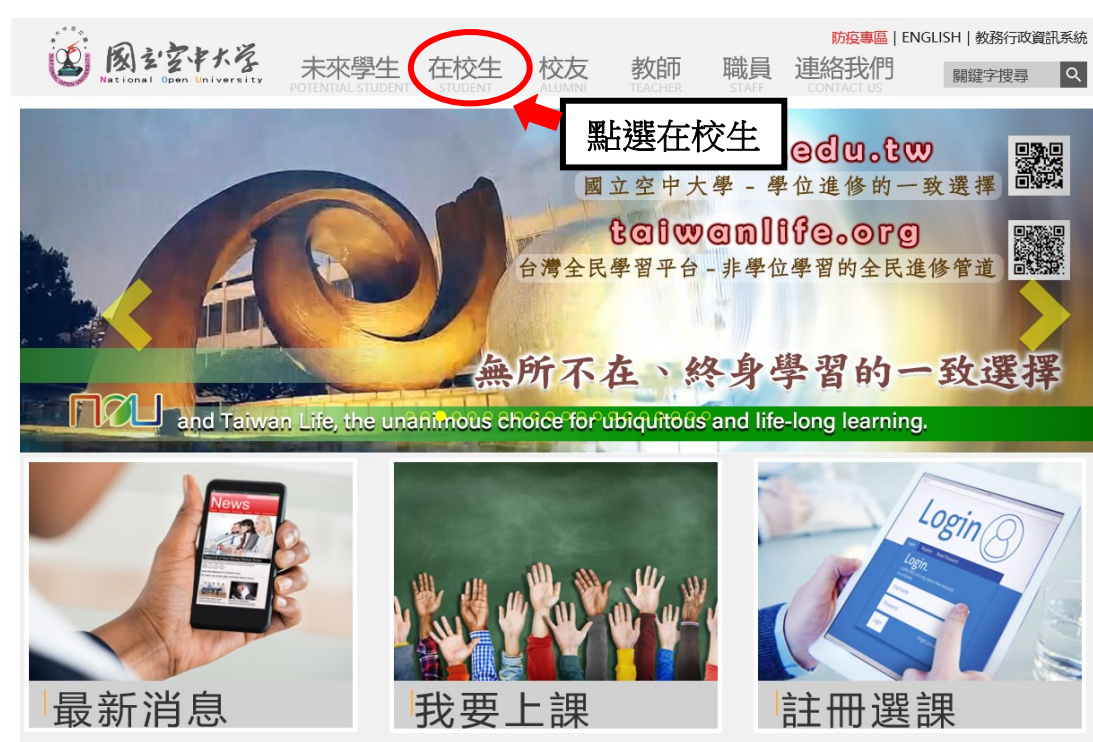 防疫專區 | ENGLISH | 教務行政資訊系統
國立空中大學
National Open University
未來學生 在校生 校友 教師 職員 連絡我們
POTENTIAL STUDENT STUDENT ALUMNI TEACHER STAFF CONTACT US
關鍵字搜尋
點選在校生
edu.tw
國立空中大學 - 學位進修的一致選擇
taiwanlife.org
台灣全民學習平台 - 非學位學習的全民進修管道
無所不在、終身學習的一致選擇
nou
and Taiwan Life, the unanimous choice for ubiquitous and life-long learning.
News
Login
Login.
Username
Password
Login
最新消息
我要上課
註冊選課